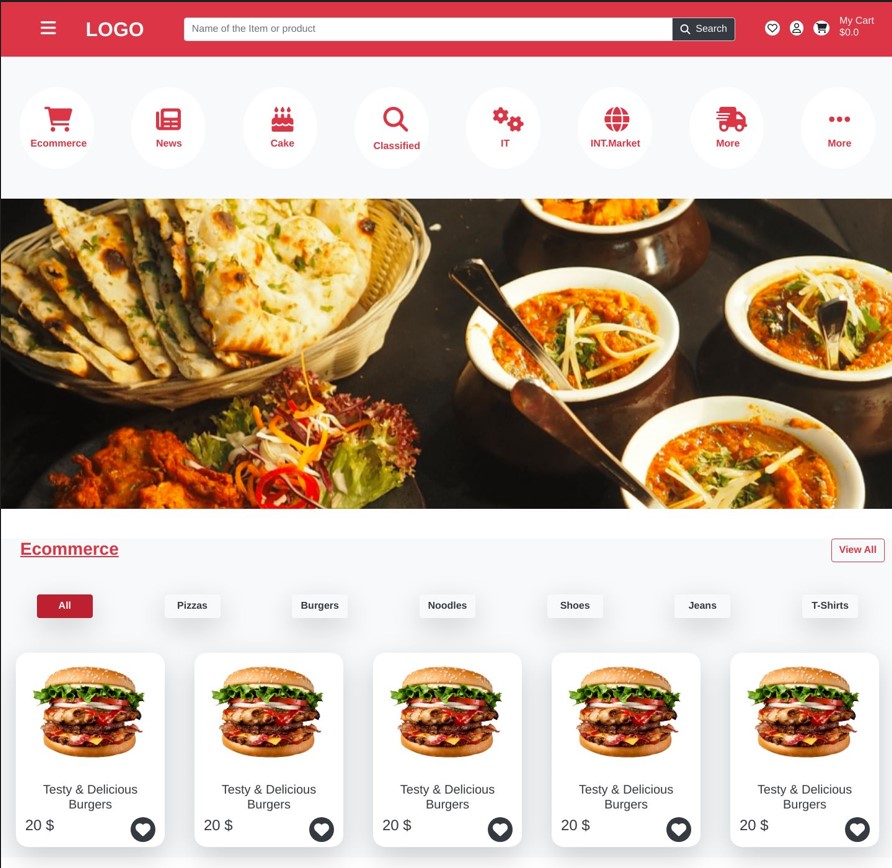 LOGO
Name of the Item or product
Search
My Cart
$0.0
Ecommerce
News
Cake
Classified
IT
INT.Market
More
More
Ecommerce
View All
All
Pizzas
Burgers
Noodles
Shoes
Jeans
T-Shirts
Testy & Delicious
Burgers
20 $
Testy & Delicious
Burgers
20 $
Testy & Delicious
Burgers
20 $
Testy & Delicious
Burgers
20 $
Testy & Delicious
Burgers
20 $